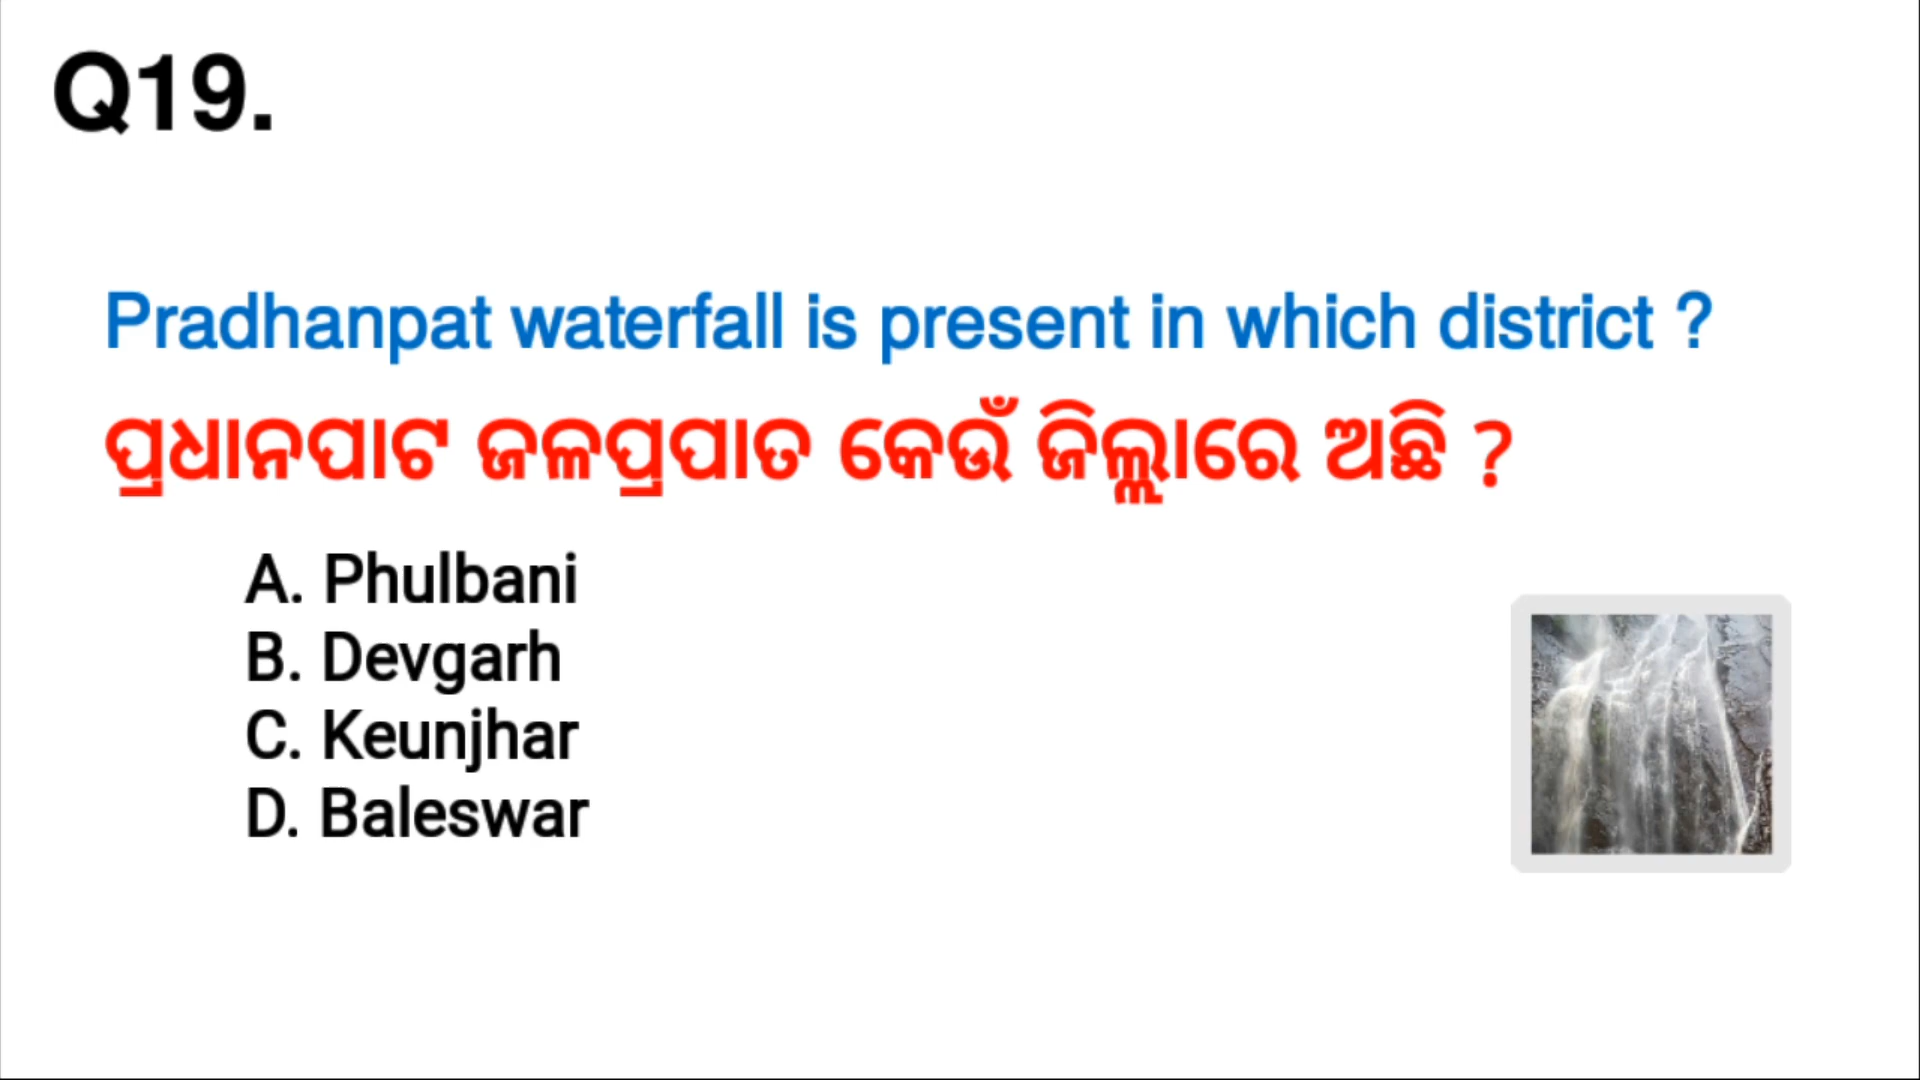 Q19.
Pradhanpat waterfall is present in which district ?
ପ୍ରଧାନପାଟ ଜଳପ୍ରପାତ କେଉଁ ଜିଲ୍ଲାରେ ଅଛି ?
A. Phulbani
B. Devgarh
C. Keunjhar
D. Baleswar